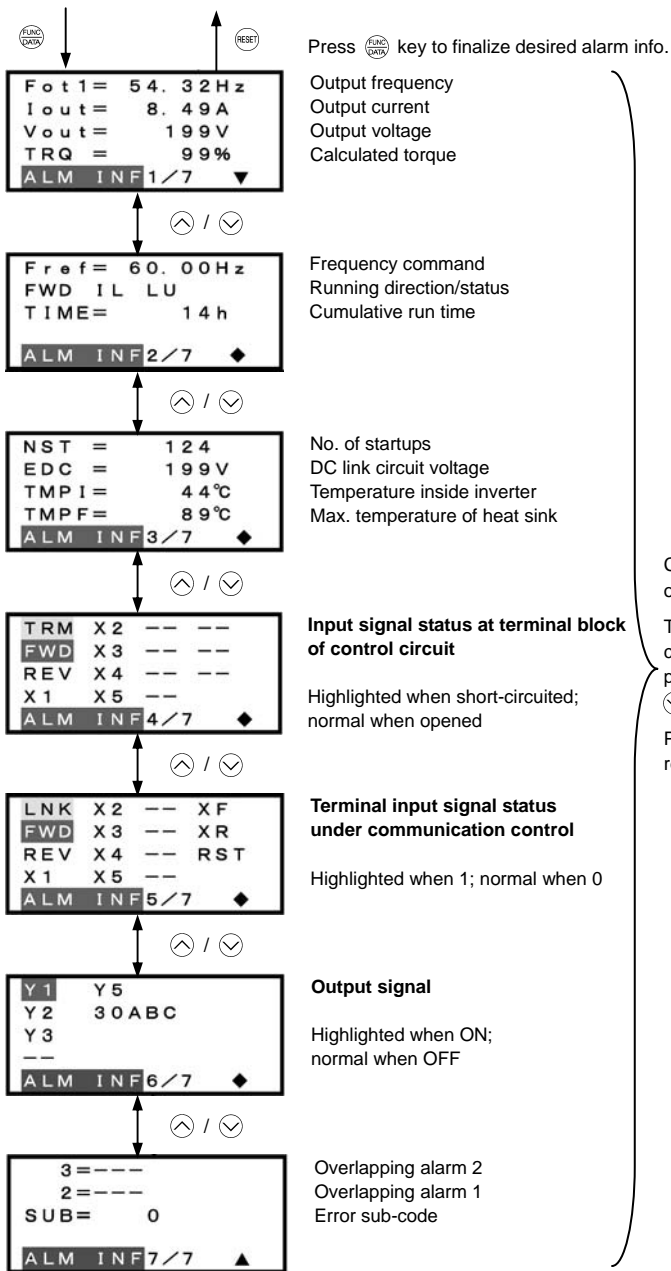 FUNC
DATA
RESET
Press FUNC DATA key to finalize desired alarm info.
Fot1= 54.32Hz
Iout= 8.49A
Vout= 199V
TRQ = 99%
ALM INF1/7 ▼
Output frequency
Output current
Output voltage
Calculated torque
/
Fref= 60.00Hz
FWD IL LU
TIME= 14h
ALM INF2/7 ◆
Frequency command
Running direction/status
Cumulative run time
/
NST = 124
EDC = 199V
TMPI= 44℃
TMPF= 89℃
ALM INF3/7 ◆
No. of startups
DC link circuit voltage
Temperature inside inverter
Max. temperature of heat sink
/
TRM X2 -- --
FWD X3 -- --
REV X4 -- --
X1 X5 --
ALM INF4/7 ◆
Input signal status at terminal block
of control circuit
Highlighted when short-circuited;
normal when opened
/
LNK X2 -- XF
FWD X3 -- XR
REV X4 -- RST
X1 X5 --
ALM INF5/7 ◆
Terminal input signal status
under communication control
Highlighted when 1; normal when 0
/
Y1 Y5
Y2 30ABC
Y3
--
ALM INF6/7 ◆
Output signal
Highlighted when ON;
normal when OFF
/
3=---
2=---
SUB= 0
ALM INF7/7 ▲
Overlapping alarm 2
Overlapping alarm 1
Error sub-code